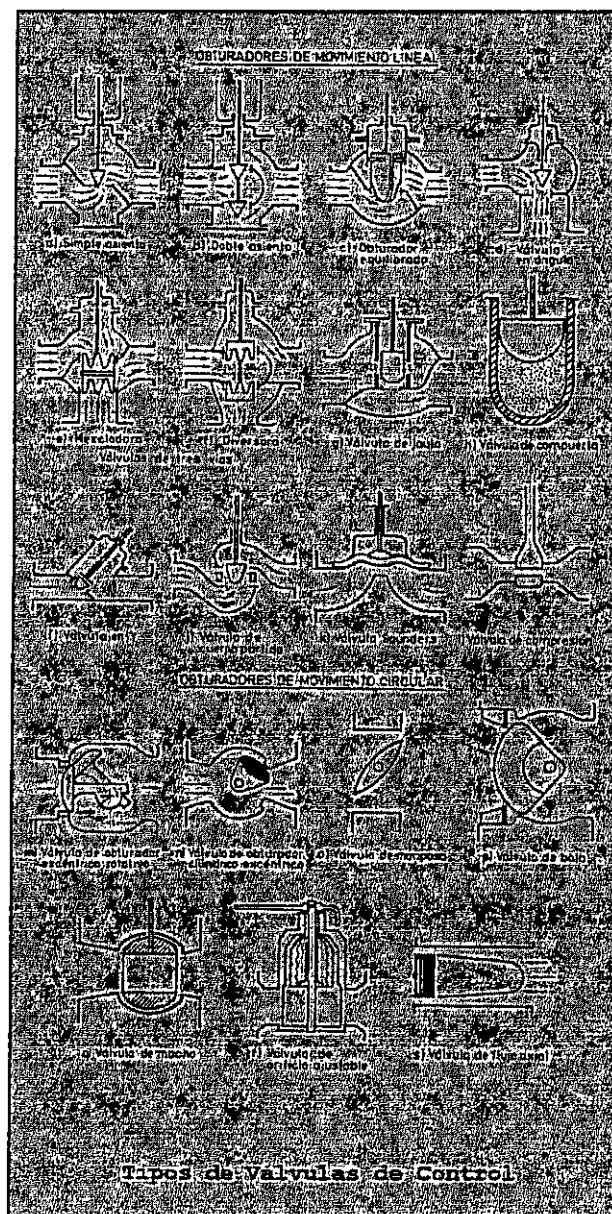 OBTURADORES DE MOVIMIENTO LINEAL
a) Simple asiento
b) Doble asiento
c) Obturador
equilibrado
d) Válvula
en ángulo
e) Mezcladora
f) Diversora
Válvulas de tres vías
g) Válvula de jaula
h) Válvula de compuerta
i) Válvula en
j) Válvula de
cuerpo partido
k) Válvula Saunders
l) Válvula de compresión
OBTURADORES DE MOVIMIENTO CIRCULAR
m) Válvula de obturador
excéntrico rotativo
n) Válvula de obturador
cilíndrico excéntrico
o) Válvula de mariposa
p) Válvula de bola
q) Válvula de macho
r) Válvula de
orificio ajustable
s) Válvula de flujo axial
Tipos de Valvulas de Control